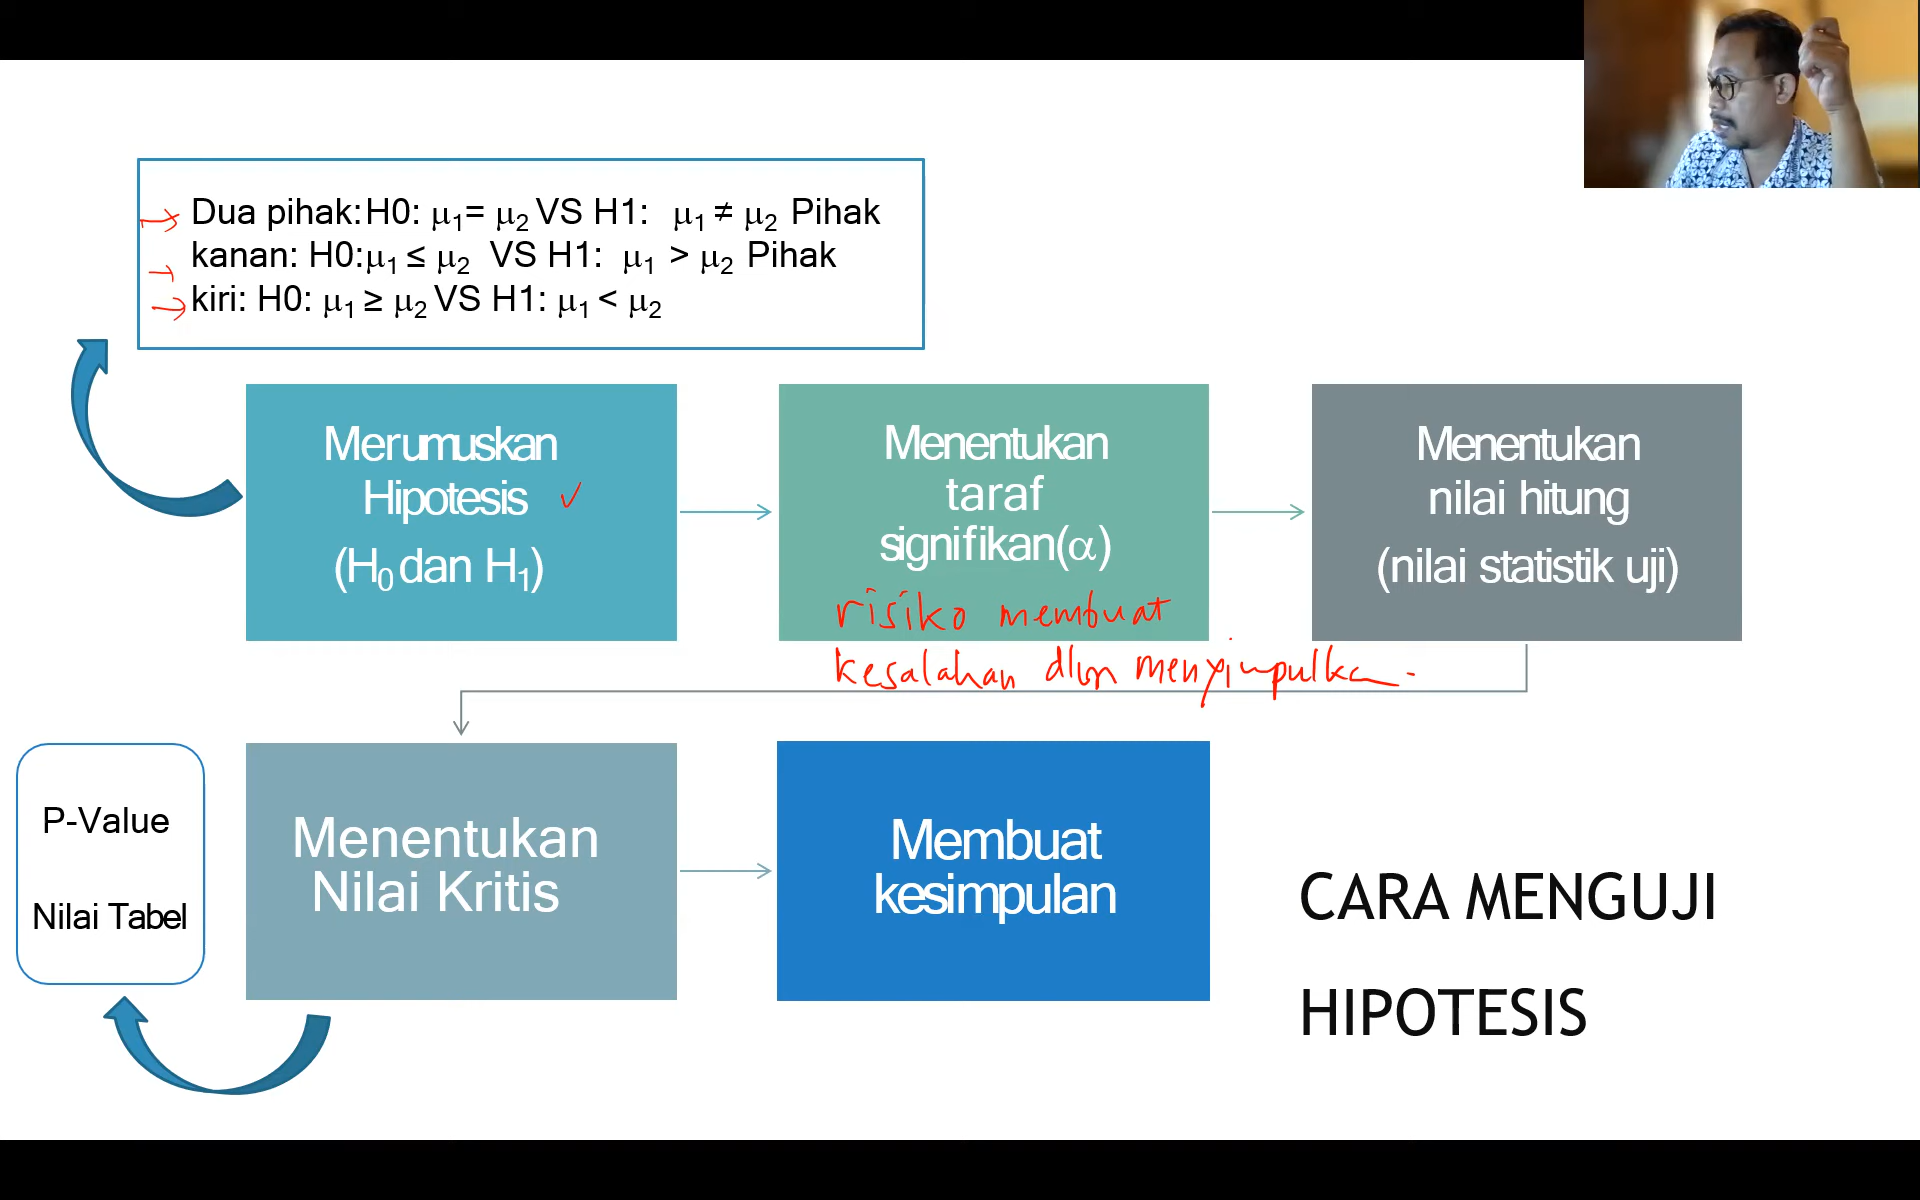 Dua pihak:H0: μ1= μ2 VS H1: μ1 ≠ μ2 Pihak
kanan: H0:μ1 ≤ μ2 VS H1: μ1 > μ2 Pihak
kiri: H0: μ1 ≥ μ2 VS H1: μ1 < μ2
Merumuskan
Hipotesis
(H0 dan H1)
Menentukan
taraf
signifikan(α)
risiko membuat
kesalahan dlm menyimpulkan
Menentukan
nilai hitung
(nilai statistik uji)
P-Value
Nilai Tabel
Menentukan
Nilai Kritis
Membuat
kesimpulan
CARA MENGUJI
HIPOTESIS